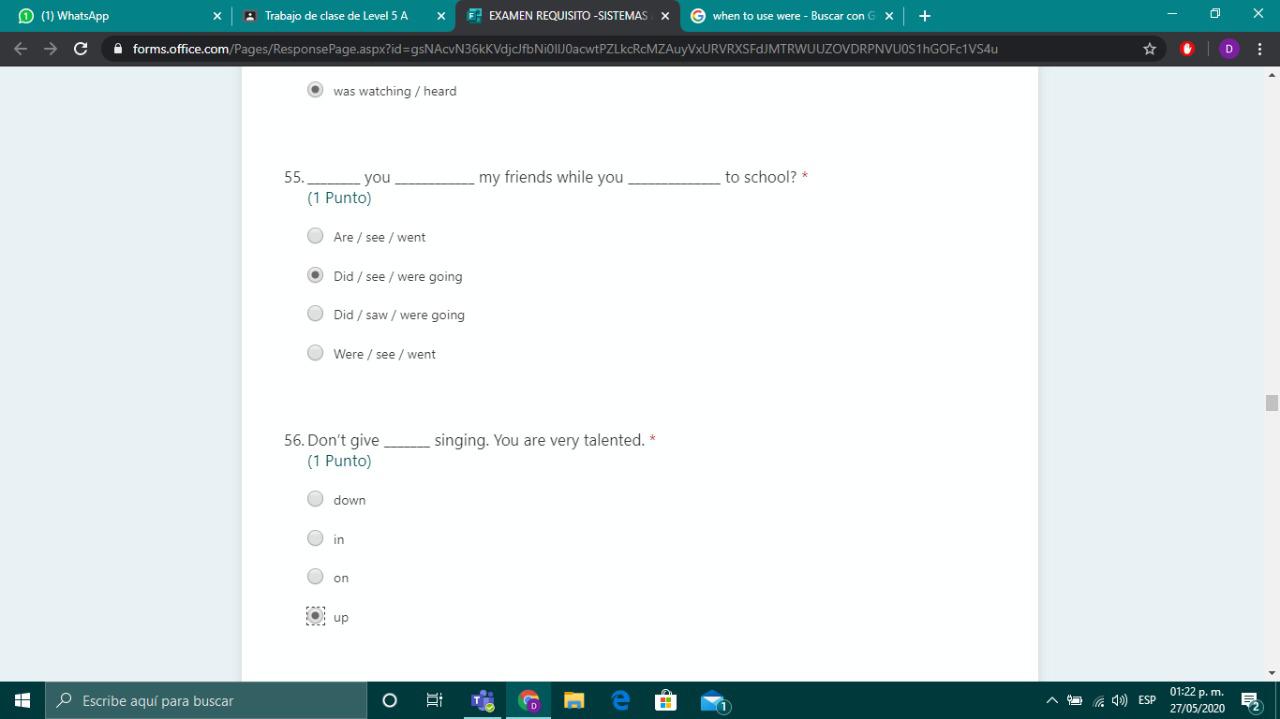 (1) WhatsApp
Trabajo de clase de Level 5 A
EXAMEN REQUISITO -SISTEMAS
when to use were - Buscar con G
forms.office.com/Pages/ResponsePage.aspx?id=gsNAcvN36kKVdjcJfbNi0IlJ0acwtPZLkcRcMZAuyVxURVRXSFdJMTRWUUZOVDRPNVU0S1hGOFc1VS4u
D
was watching / heard
55. ________ you ____________ my friends while you ______________ to school? *
(1 Punto)
Are / see / went
Did / see / were going
Did / saw / were going
Were / see / went
56. Don't give _______ singing. You are very talented. *
(1 Punto)
down
in
on
up
Escribe aquí para buscar
D
1
ESP
01:22 p. m.
27/05/2020
2